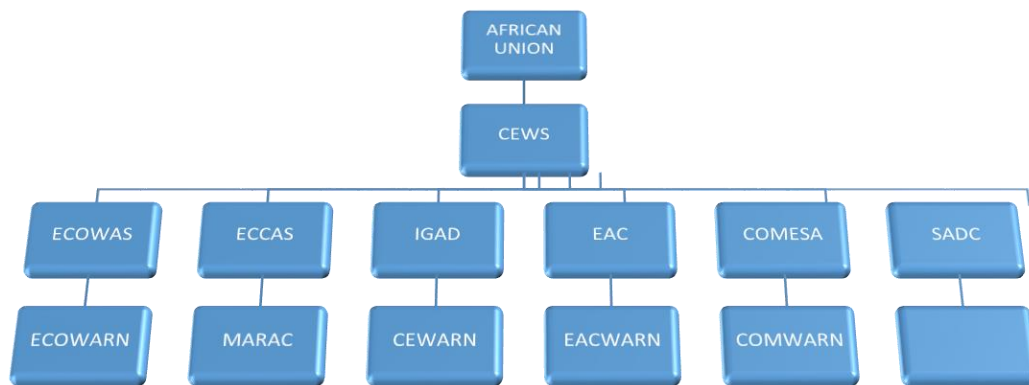 AFRICAN
UNION
CEWS
ECOWAS
ECCAS
IGAD
EAC
COMESA
SADC
ECOWARN
MARAC
CEWARN
EACWARN
COMWARN